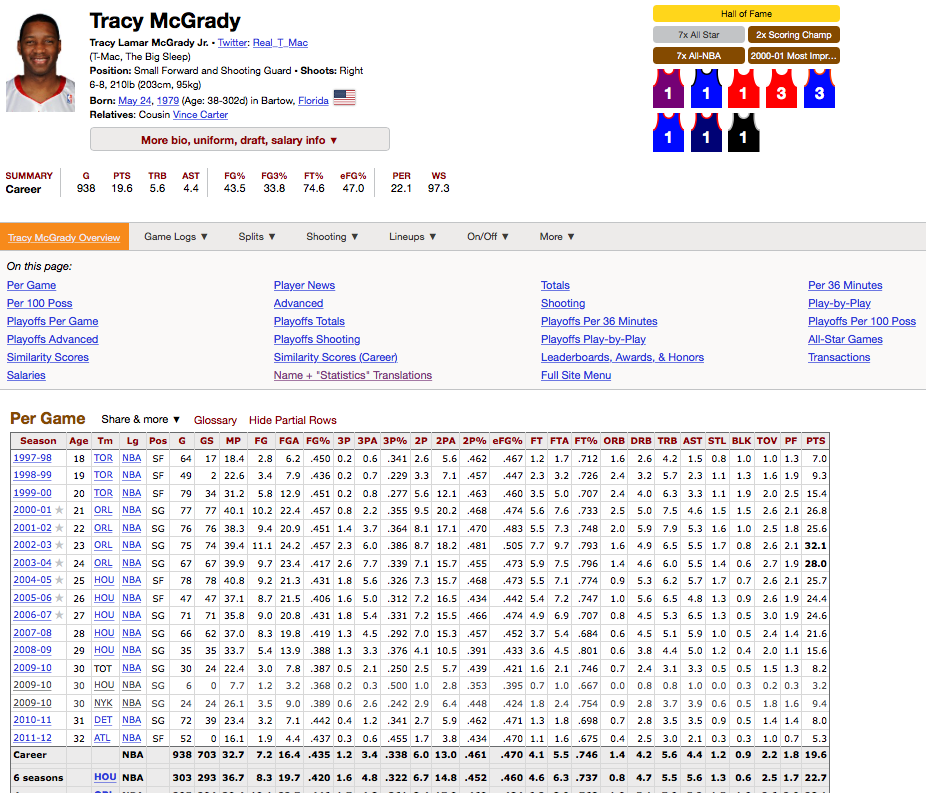 Tracy McGrady
Tracy Lamar McGrady Jr. • Twitter: Real_T_Mac
(T-Mac, The Big Sleep)
Position: Small Forward and Shooting Guard • Shoots: Right
6-8, 210lb (203cm, 95kg)
Born: May 24, 1979 (Age: 38-302d) in Bartow, Florida
Relatives: Cousin Vince Carter
More bio, uniform, draft, salary info ▼
Hall of Fame
7x All Star 2x Scoring Champ
7x All-NBA 2000-01 Most Impr...
1 1 1 3 3
1 1 1
SUMMARY G PTS TRB AST FG% FG3% FT% eFG% PER WS
Career 938 19.6 5.6 4.4 43.5 33.8 74.6 47.0 22.1 97.3
Tracy McGrady Overview Game Logs ▼ Splits ▼ Shooting ▼ Lineups ▼ On/Off ▼ More ▼
On this page:
Per Game Player News Totals Per 36 Minutes
Per 100 Poss Advanced Shooting Play-by-Play
Playoffs Per Game Playoffs Totals Playoffs Per 36 Minutes Playoffs Per 100 Poss
Playoffs Advanced Playoffs Shooting Playoffs Play-by-Play All-Star Games
Similarity Scores Similarity Scores (Career) Leaderboards, Awards, & Honors Transactions
Salaries Name + "Statistics" Translations Full Site Menu
Per Game Share & more ▼ Glossary Hide Partial Rows
Season Age Tm Lg Pos G GS MP FG FGA FG% 3P 3PA 3P% 2P 2PA 2P% eFG% FT FTA FT% ORB DRB TRB AST STL BLK TOV PF PTS
1997-98 18 TOR NBA SF 64 17 18.4 2.8 6.2 .450 0.2 0.6 .341 2.6 5.6 .462 .467 1.2 1.7 .712 1.6 2.6 4.2 1.5 0.8 1.0 1.0 1.3 7.0
1998-99 19 TOR NBA SF 49 2 22.6 3.4 7.9 .436 0.2 0.7 .229 3.3 7.1 .457 .447 2.3 3.2 .726 2.4 3.2 5.7 2.3 1.1 1.3 1.6 1.9 9.3
1999-00 20 TOR NBA SF 79 34 31.2 5.8 12.9 .451 0.2 0.8 .277 5.6 12.1 .463 .460 3.5 5.0 .707 2.4 4.0 6.3 3.3 1.1 1.9 2.0 2.5 15.4
2000-01 ★ 21 ORL NBA SG 77 77 40.1 10.2 22.4 .457 0.8 2.2 .355 9.5 20.2 .468 .474 5.6 7.6 .733 2.5 5.0 7.5 4.6 1.5 1.5 2.6 2.1 26.8
2001-02 ★ 22 ORL NBA SG 76 76 38.3 9.4 20.9 .451 1.4 3.7 .364 8.1 17.1 .470 .483 5.5 7.3 .748 2.0 5.9 7.9 5.3 1.6 1.0 2.5 1.8 25.6
2002-03 ★ 23 ORL NBA SG 75 74 39.4 11.1 24.2 .457 2.3 6.0 .386 8.7 18.2 .481 .505 7.7 9.7 .793 1.6 4.9 6.5 5.5 1.7 0.8 2.6 2.1 32.1
2003-04 ★ 24 ORL NBA SG 67 67 39.9 9.7 23.4 .417 2.6 7.7 .339 7.1 15.7 .455 .473 5.9 7.5 .796 1.4 4.6 6.0 5.5 1.4 0.6 2.7 1.9 28.0
2004-05 ★ 25 HOU NBA SF 78 78 40.8 9.2 21.3 .431 1.8 5.6 .326 7.3 15.7 .468 .473 5.5 7.1 .774 0.9 5.3 6.2 5.7 1.7 0.7 2.6 2.1 25.7
2005-06 ★ 26 HOU NBA SF 47 47 37.1 8.7 21.5 .406 1.6 5.0 .312 7.2 16.5 .434 .442 5.4 7.2 .747 1.0 5.6 6.5 4.8 1.3 0.9 2.6 1.9 24.4
2006-07 ★ 27 HOU NBA SG 71 71 35.8 9.0 20.8 .431 1.8 5.4 .331 7.2 15.5 .466 .474 4.9 6.9 .707 0.8 4.5 5.3 6.5 1.3 0.5 3.0 1.9 24.6
2007-08 28 HOU NBA SG 66 62 37.0 8.3 19.8 .419 1.3 4.5 .292 7.0 15.3 .457 .452 3.7 5.4 .684 0.6 4.5 5.1 5.9 1.0 0.5 2.4 1.4 21.6
2008-09 29 HOU NBA SG 35 35 33.7 5.4 13.9 .388 1.3 3.3 .376 4.1 10.5 .391 .433 3.6 4.5 .801 0.6 3.8 4.4 5.0 1.2 0.4 2.0 1.1 15.6
2009-10 30 TOT NBA SG 30 24 22.4 3.0 7.8 .387 0.5 2.1 .250 2.5 5.7 .439 .421 1.6 2.1 .746 0.7 2.4 3.1 3.3 0.5 0.5 1.5 1.3 8.2
2009-10 30 HOU NBA SG 6 0 7.7 1.2 3.2 .368 0.2 0.3 .500 1.0 2.8 .353 .395 0.7 1.0 .667 0.0 0.8 0.8 1.0 0.0 0.3 0.2 0.3 3.2
2009-10 30 NYK NBA SG 24 24 26.1 3.5 9.0 .389 0.6 2.6 .242 2.9 6.4 .448 .424 1.8 2.4 .754 0.9 2.8 3.7 3.9 0.6 0.5 1.8 1.6 9.4
2010-11 31 DET NBA SG 72 39 23.4 3.2 7.1 .442 0.4 1.2 .341 2.7 5.9 .462 .471 1.3 1.8 .698 0.7 2.8 3.5 3.5 0.9 0.5 1.4 1.4 8.0
2011-12 32 ATL NBA SF 52 0 16.1 1.9 4.4 .437 0.3 0.6 .455 1.7 3.8 .434 .470 1.1 1.6 .675 0.4 2.5 3.0 2.1 0.3 0.3 1.0 0.7 5.3
Career NBA 938 703 32.7 7.2 16.4 .435 1.2 3.4 .338 6.0 13.0 .461 .470 4.1 5.5 .746 1.4 4.2 5.6 4.4 1.2 0.9 2.2 1.8 19.6
6 seasons HOU NBA 303 293 36.7 8.3 19.7 .420 1.6 4.8 .322 6.7 14.8 .452 .460 4.6 6.3 .737 0.8 4.7 5.5 5.6 1.3 0.6 2.5 1.7 22.7